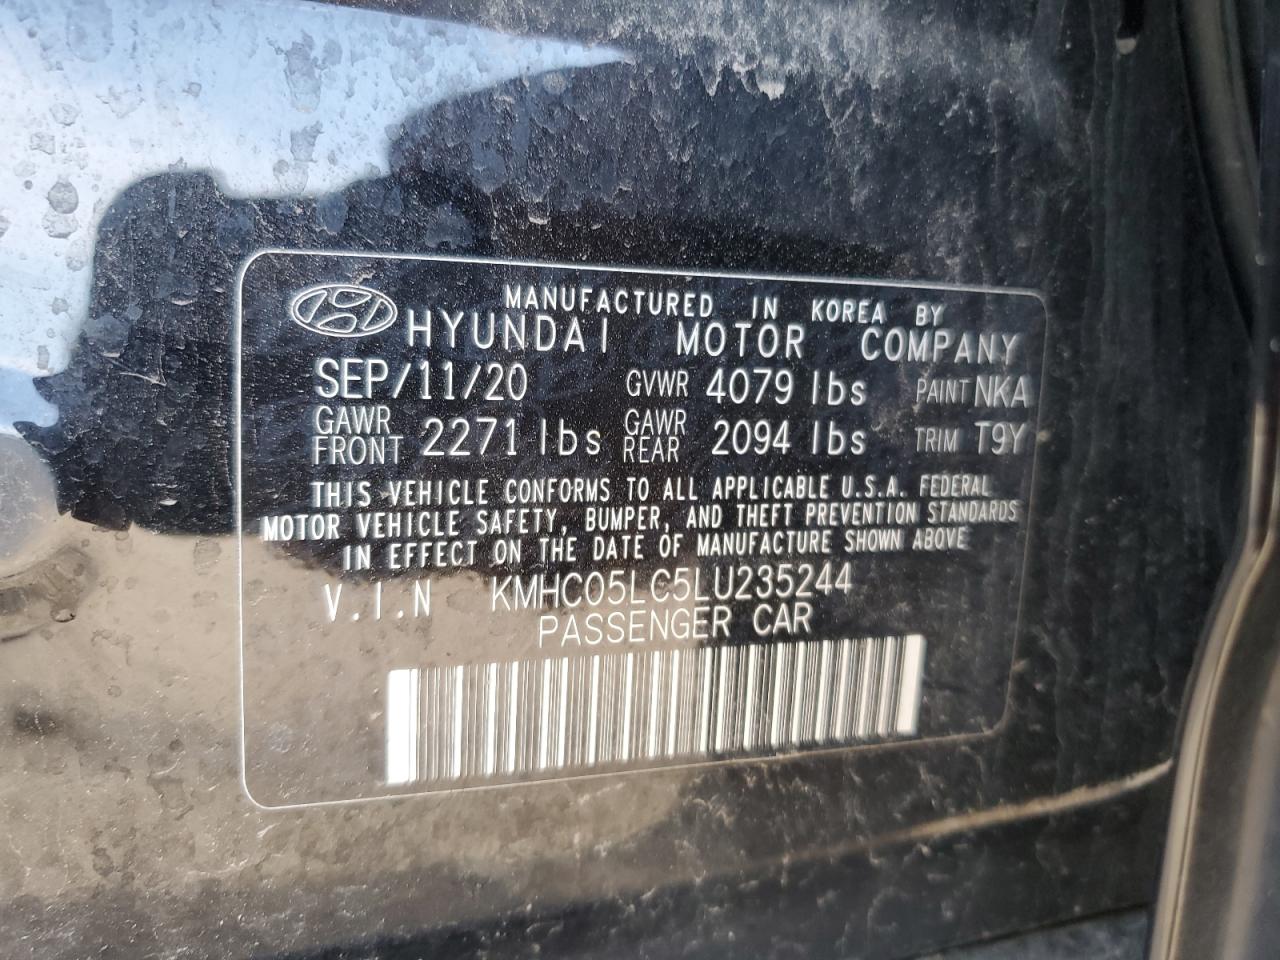 MANUFACTURED IN KOREA BY
HYUNDAI MOTOR COMPANY
SEP/11/20 GVWR 4079 lbs PAINT NKA
GAWR FRONT 2271 lbs GAWR REAR 2094 lbs TRIM T9Y
THIS VEHICLE CONFORMS TO ALL APPLICABLE U.S.A. FEDERAL
MOTOR VEHICLE SAFETY, BUMPER, AND THEFT PREVENTION STANDARDS
IN EFFECT ON THE DATE OF MANUFACTURE SHOWN ABOVE
V.I.N KMHC05LC5LU235244
PASSENGER CAR